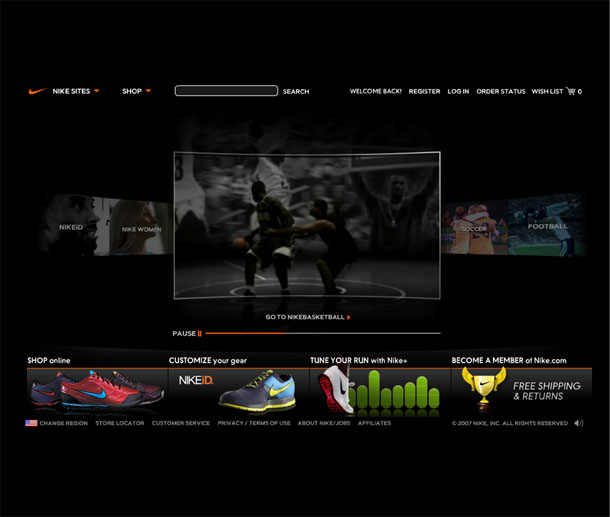 NIKE SITES SHOP SEARCH WELCOME BACK! REGISTER LOG IN ORDER STATUS WISH LIST 0
NIKEiD NIKE WOMEN SOCCER FOOTBALL
GO TO NIKEBASKETBALL
PAUSE
SHOP online CUSTOMIZE your gear TUNE YOUR RUN with Nike+ BECOME A MEMBER of Nike.com
NIKEiD. FREE SHIPPING
& RETURNS
CHANGE REGION STORE LOCATOR CUSTOMER SERVICE PRIVACY / TERMS OF USE ABOUT NIKE/JOBS AFFILIATES © 2007 NIKE, INC. ALL RIGHTS RESERVED